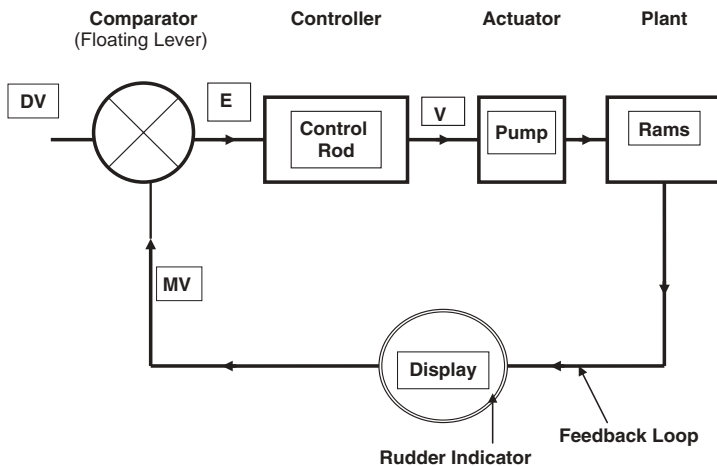 Comparator
(Floating Lever)
Controller
Actuator
Plant
DV
E
Control
Rod
V
Pump
Rams
MV
Display
Feedback Loop
Rudder Indicator